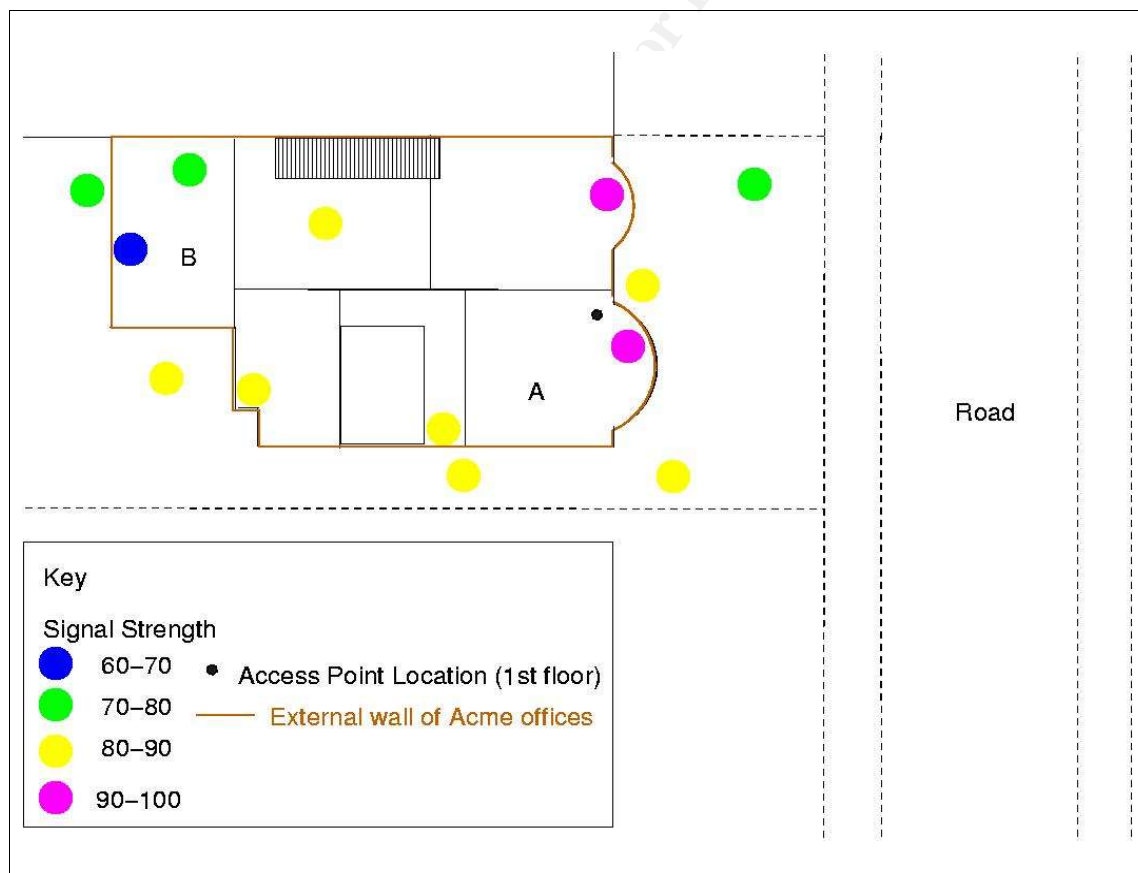 or
B
A
Road
Key
Signal Strength
60–70
Access Point Location (1st floor)
70–80
External wall of Acme offices
80–90
90–100